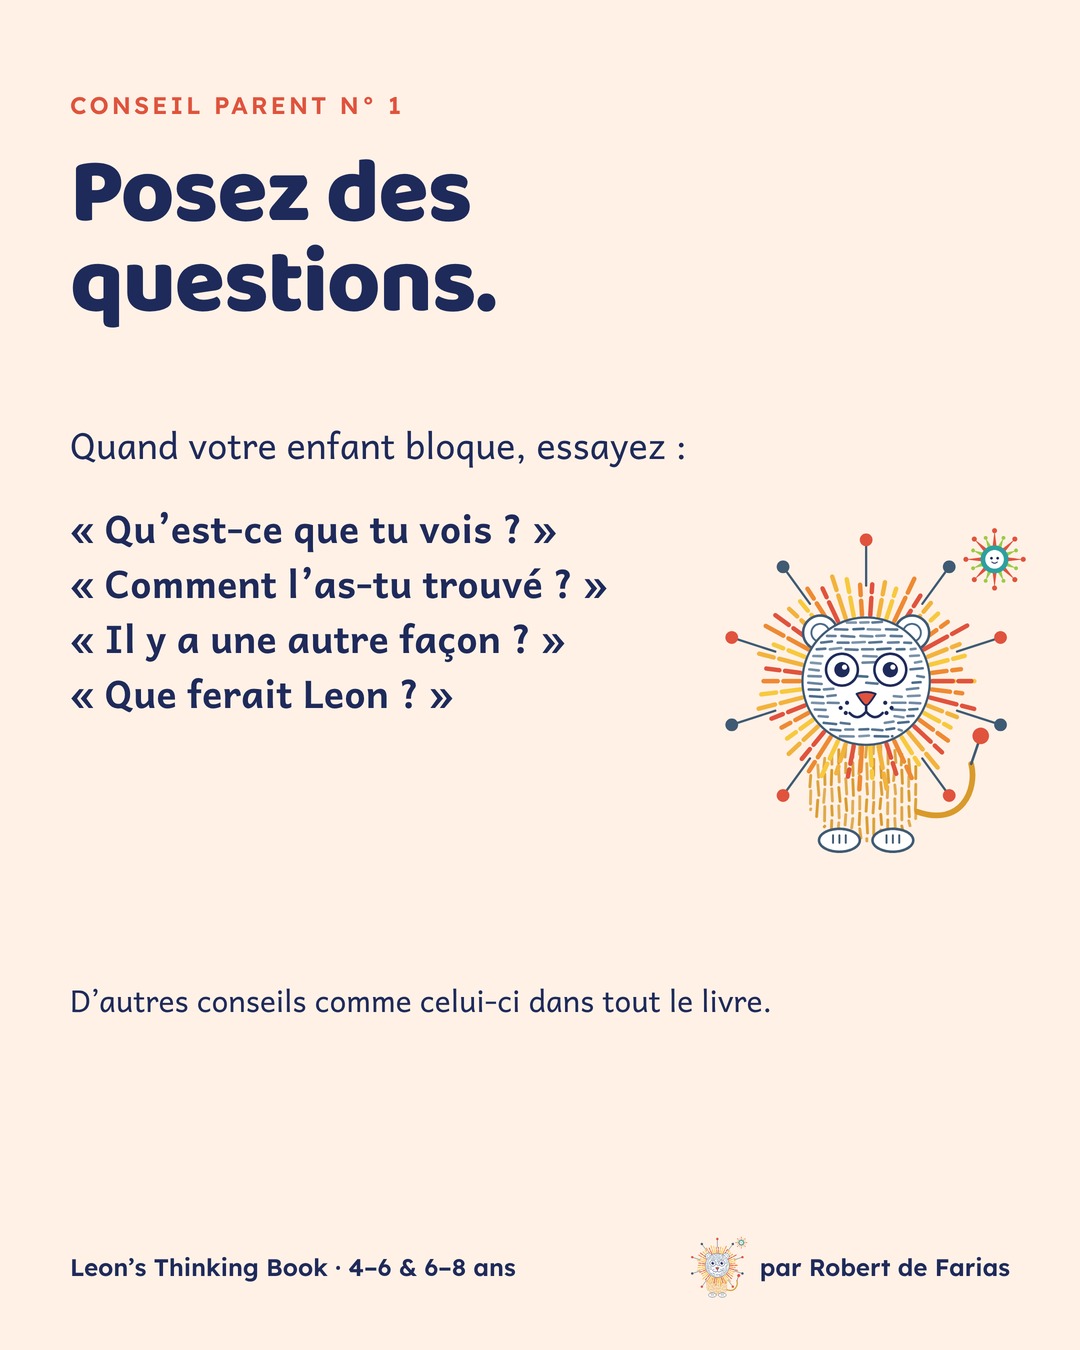 CONSEIL PARENT N° 1
Posez des
questions.
Quand votre enfant bloque, essayez :
« Qu’est-ce que tu vois ? »
« Comment l’as-tu trouvé ? »
« Il y a une autre façon ? »
« Que ferait Leon ? »
D’autres conseils comme celui-ci dans tout le livre.
Leon’s Thinking Book · 4–6 & 6–8 ans
par Robert de Farias